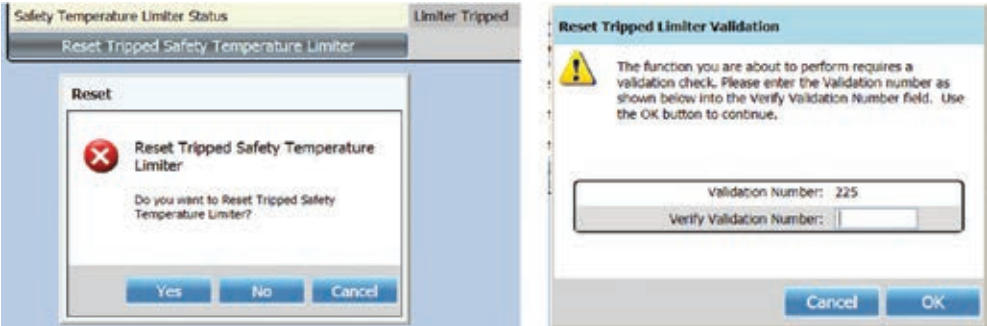 Safety Temperature Limiter Status
Limiter Tripped
Reset Tripped Safety Temperature Limiter
Reset
Reset Tripped Safety Temperature
Limiter
Do you want to Reset Tripped Safety
Temperature Limiter?
Yes
No
Cancel
Reset Tripped Limiter Validation
The function you are about to perform requires a
validation check. Please enter the Validation number as
shown below into the Verify Validation Number field. Use
the OK button to continue.
Validation Number: 225
Verify Validation Number:
Cancel
OK